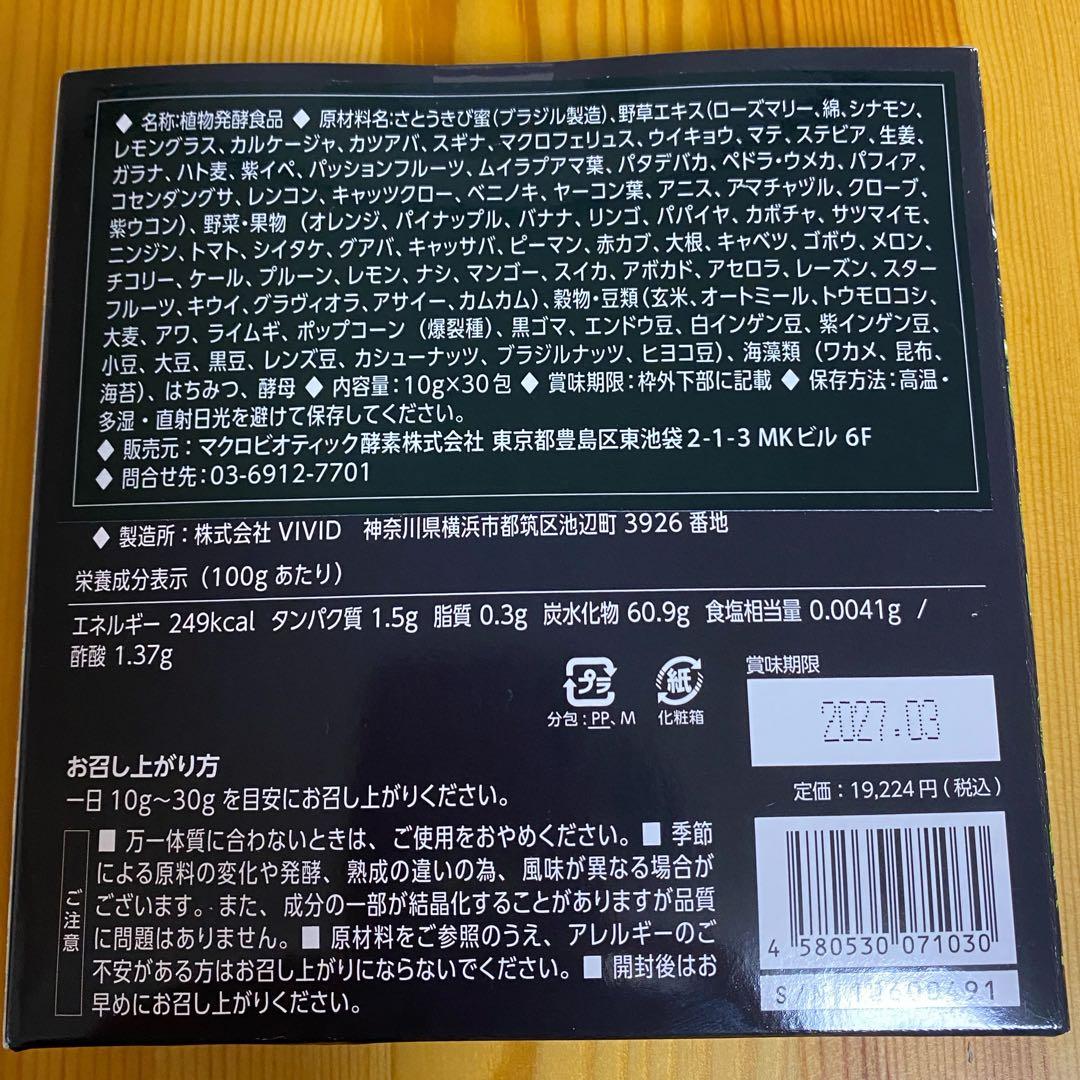 ◆ 名称:植物発酵食品 ◆ 原材料名:さとうきび蜜(ブラジル製造)、野草エキス(ローズマリー、綿、シナモン、
レモングラス、カルケージャ、カツアバ、スギナ、マクロフェリュス、ウイキョウ、マテ、ステビア、生姜、
ガラナ、ハト麦、紫イペ、パッションフルーツ、ムイラプアマ葉、パタデバカ、ペドラ・ウメカ、パフィア、
コセンダングサ、レンコン、キャッツクロー、ベニノキ、ヤーコン葉、アニス、アマチャヅル、クローブ、
紫ウコン)、野菜・果物（オレンジ、パイナップル、バナナ、リンゴ、パパイヤ、カボチャ、サツマイモ、
ニンジン、トマト、シイタケ、グアバ、キャッサバ、ピーマン、赤カブ、大根、キャベツ、ゴボウ、メロン、
チコリー、ケール、プルーン、レモン、ナシ、マンゴー、スイカ、アボカド、アセロラ、レーズン、スター
フルーツ、キウイ、グラヴィオラ、アサイー、カムカム)、穀物・豆類(玄米、オートミール、トウモロコシ、
大麦、アワ、ライムギ、ポップコーン（爆裂種）、黒ゴマ、エンドウ豆、白インゲン豆、紫インゲン豆、
小豆、大豆、黒豆、レンズ豆、カシューナッツ、ブラジルナッツ、ヒヨコ豆)、海藻類（ワカメ、昆布、
海苔)、はちみつ、酵母 ◆ 内容量:10g×30包 ◆ 賞味期限:枠外下部に記載 ◆ 保存方法:高温・
多湿・直射日光を避けて保存してください。
◆ 販売元：マクロビオティック酵素株式会社 東京都豊島区東池袋2-1-3 MKビル 6F
◆ 問合せ先:03-6912-7701
◆ 製造所：株式会社 VIVID 神奈川県横浜市都筑区池辺町 3926 番地
栄養成分表示（100gあたり）
エネルギー 249kcal タンパク質 1.5g 脂質 0.3g 炭水化物 60.9g 食塩相当量 0.0041g /
酢酸 1.37g
プラ
分包:PP、M
紙
化粧箱
賞味期限
2027.03
定価：19,224円(税込)
お召し上がり方
一日10g〜30gを目安にお召し上がりください。
ご注意
■ 万一体質に合わないときは、ご使用をおやめください。■ 季節
による原料の変化や発酵、熟成の違いの為、風味が異なる場合が
ございます。また、成分の一部が結晶化することがありますが品質
に問題はありません。■ 原材料をご参照のうえ、アレルギーのご
不安がある方はお召し上がりにならないでください。■ 開封後はお
早めにお召し上がりください。
4 580530 071030